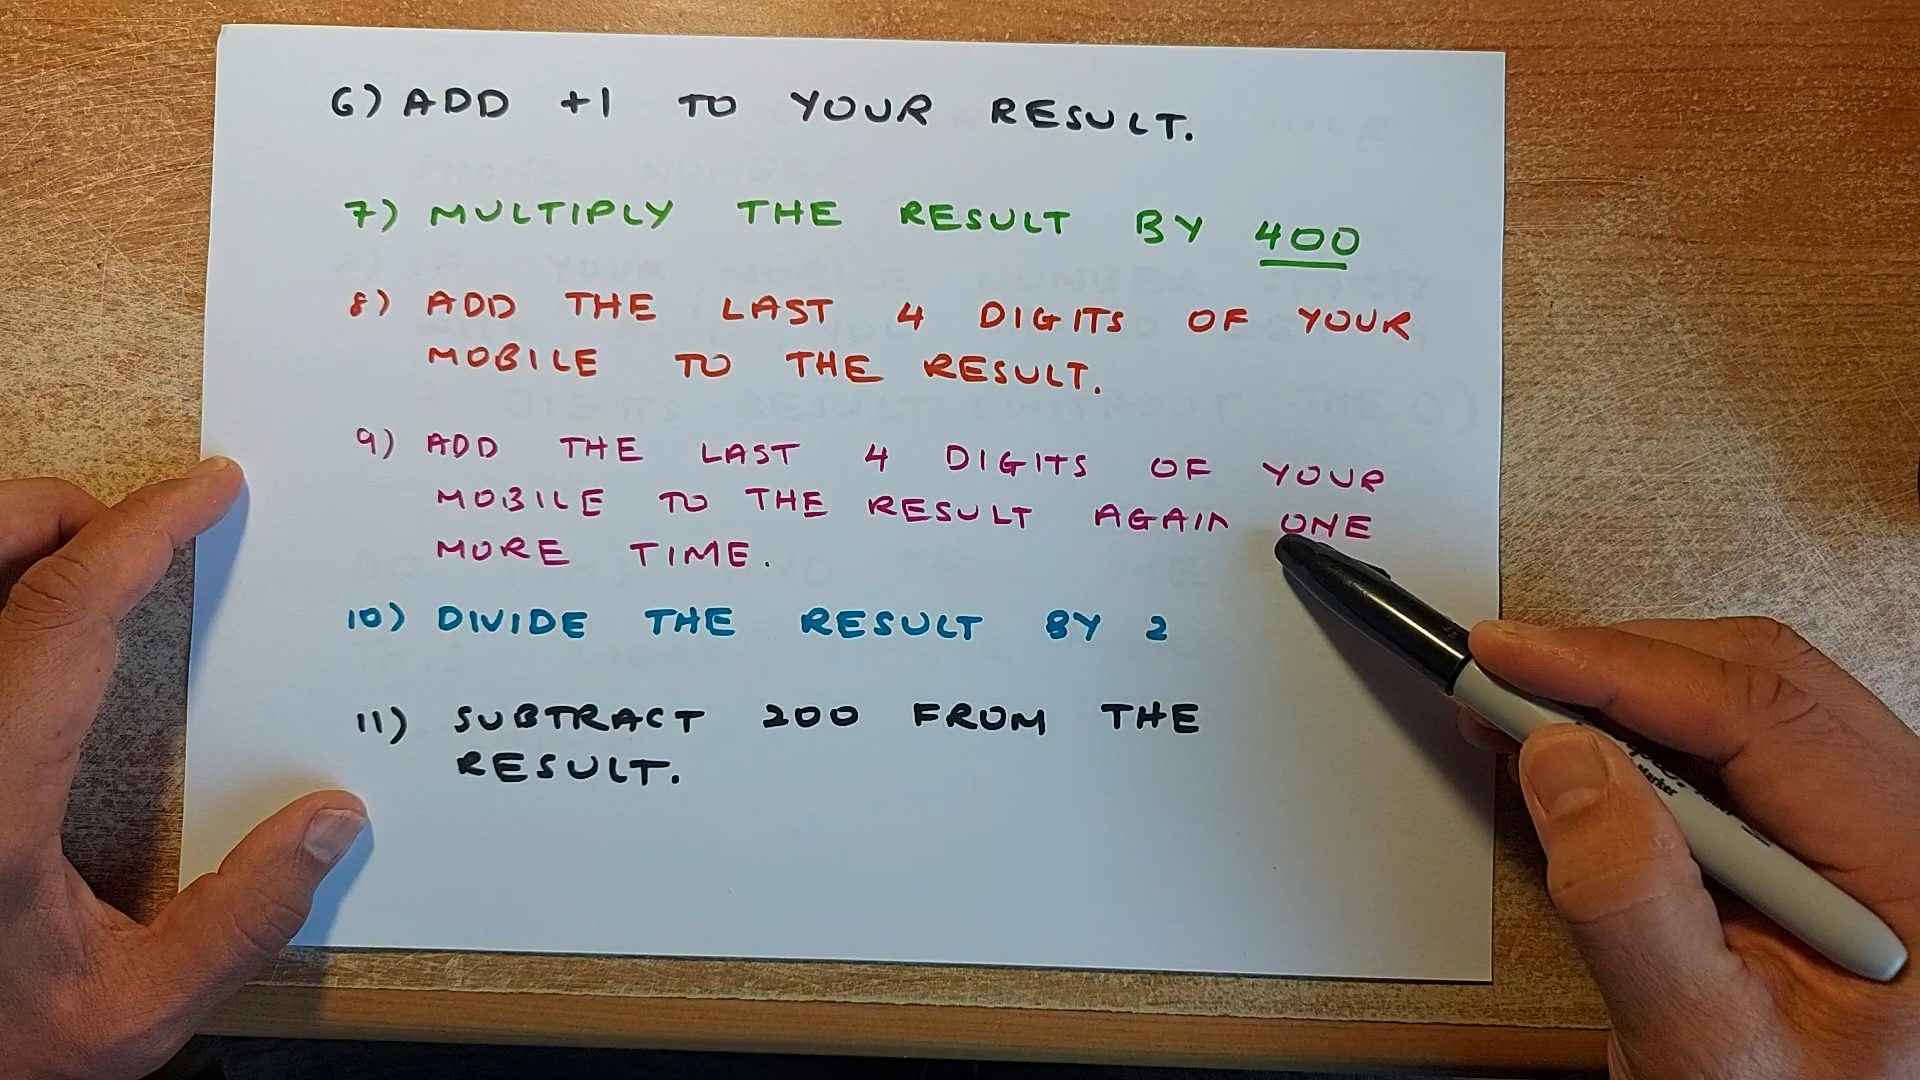 6) ADD +1 TO YOUR RESULT.
7) MULTIPLY THE RESULT BY 400
8) ADD THE LAST 4 DIGITS OF YOUR
MOBILE TO THE RESULT.
9) ADD THE LAST 4 DIGITS OF YOUR
MOBILE TO THE RESULT AGAIN ONE
MORE TIME.
10) DIVIDE THE RESULT BY 2
11) SUBTRACT 200 FROM THE
RESULT.